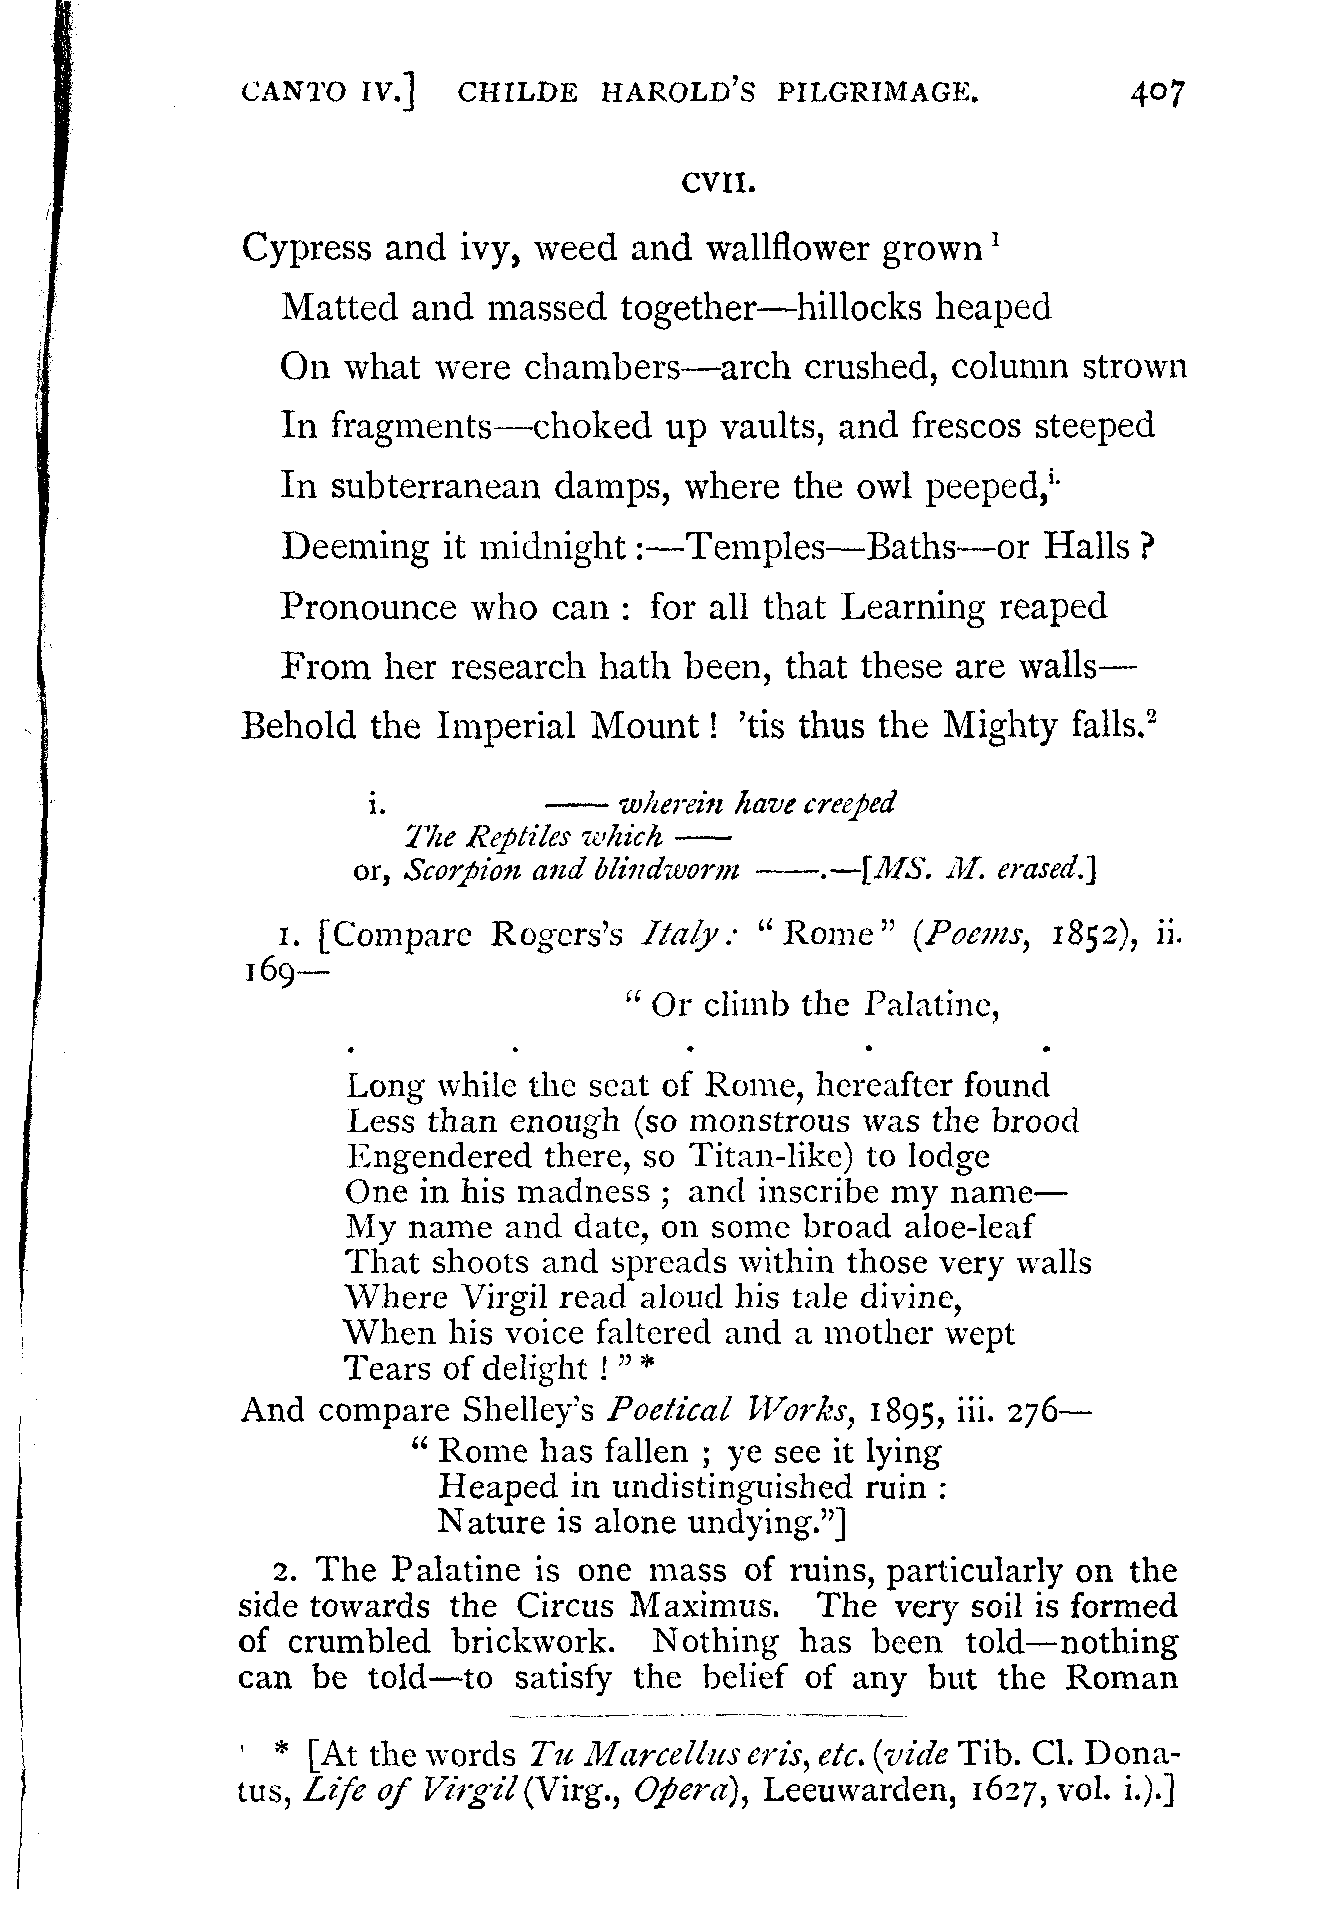 CANTO IV.] CHILDE HAROLD'S PILGRIMAGE. 407
CVII.
Cypress and ivy, weed and wallflower grown¹
Matted and massed together—hillocks heaped
On what were chambers—arch crushed, column strown
In fragments—choked up vaults, and frescos steeped
In subterranean damps, where the owl peeped,i.
Deeming it midnight:—Temples—Baths—or Halls?
Pronounce who can: for all that Learning reaped
From her research hath been, that these are walls—
Behold the Imperial Mount! 'tis thus the Mighty falls.²
i. —— wherein have creeped
The Reptiles which ——
or, Scorpion and blindworm ——.—[MS. M. erased.]
1. [Compare Rogers's Italy: "Rome" (Poems, 1852), ii.
169—
"Or climb the Palatine,
. . . . .
Long while the seat of Rome, hereafter found
Less than enough (so monstrous was the brood
Engendered there, so Titan-like) to lodge
One in his madness; and inscribe my name—
My name and date, on some broad aloe-leaf
That shoots and spreads within those very walls
Where Virgil read aloud his tale divine,
When his voice faltered and a mother wept
Tears of delight!"*
And compare Shelley's Poetical Works, 1895, iii. 276—
"Rome has fallen; ye see it lying
Heaped in undistinguished ruin:
Nature is alone undying."]
2. The Palatine is one mass of ruins, particularly on the
side towards the Circus Maximus. The very soil is formed
of crumbled brickwork. Nothing has been told—nothing
can be told—to satisfy the belief of any but the Roman
* [At the words Tu Marcellus eris, etc. (vide Tib. Cl. Dona-
tus, Life of Virgil (Virg., Opera), Leeuwarden, 1627, vol. i.).]